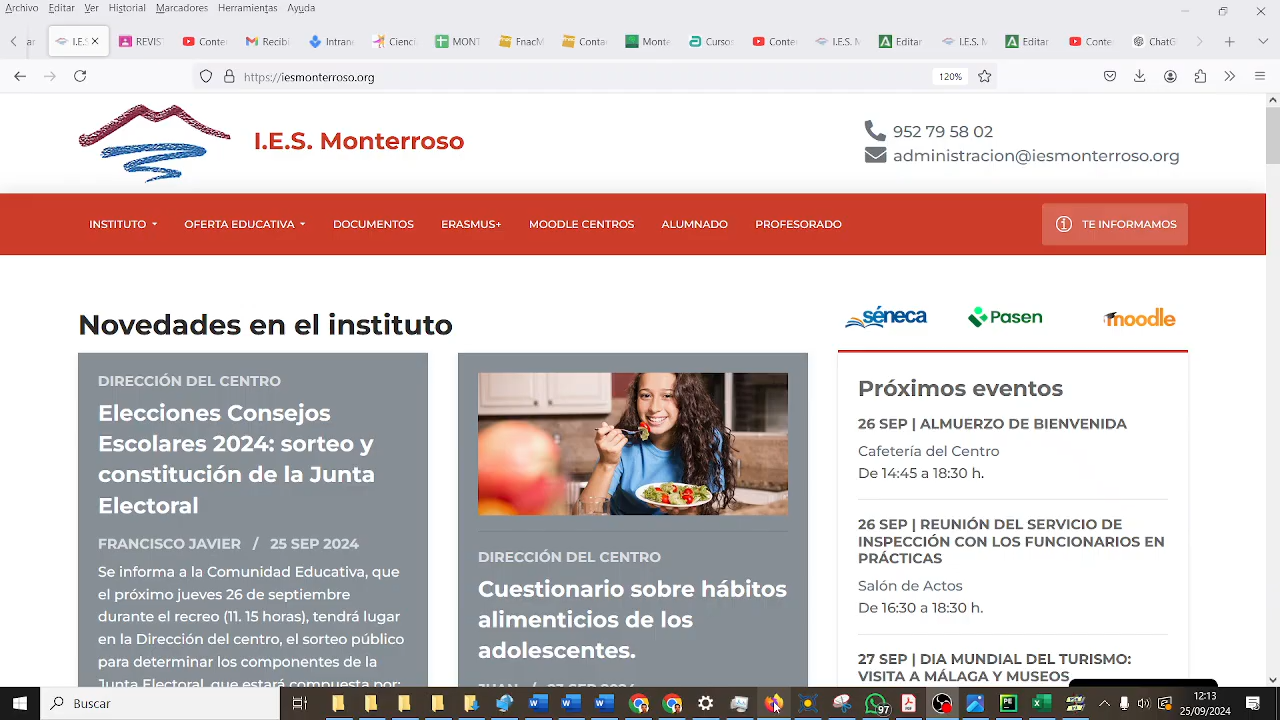 Archivo Editar Ver Historial Marcadores Herramientas Ayuda
I.E.S REVIS Conte Recibi Intran Cienci MONT FnacM Conta Monte Curso Conte I.E.S. M Editar I.E.S. M Editar Conte ChatG
https://iesmonterroso.org 120%
I.E.S. Monterroso
952 79 58 02
administracion@iesmonterroso.org
INSTITUTO OFERTA EDUCATIVA DOCUMENTOS ERASMUS+ MOODLE CENTROS ALUMNADO PROFESORADO TE INFORMAMOS
Novedades en el instituto
séneca Pasen moodle
DIRECCIÓN DEL CENTRO
Elecciones Consejos
Escolares 2024: sorteo y
constitución de la Junta
Electoral
FRANCISCO JAVIER / 25 SEP 2024
Se informa a la Comunidad Educativa, que
el próximo jueves 26 de septiembre
durante el recreo (11. 15 horas), tendrá lugar
en la Dirección del centro, el sorteo público
para determinar los componentes de la
Junta Electoral, que estará compuesta por:
DIRECCIÓN DEL CENTRO
Cuestionario sobre hábitos
alimenticios de los
adolescentes.
Próximos eventos
26 SEP | ALMUERZO DE BIENVENIDA
Cafetería del Centro
De 14:45 a 18:30 h.
26 SEP | REUNIÓN DEL SERVICIO DE
INSPECCIÓN CON LOS FUNCIONARIOS EN
PRÁCTICAS
Salón de Actos
De 16:30 a 18:30 h.
27 SEP | DIA MUNDIAL DEL TURISMO:
VISITA A MALAGA Y MUSEOS
Buscar
97
12:13
25/09/2024